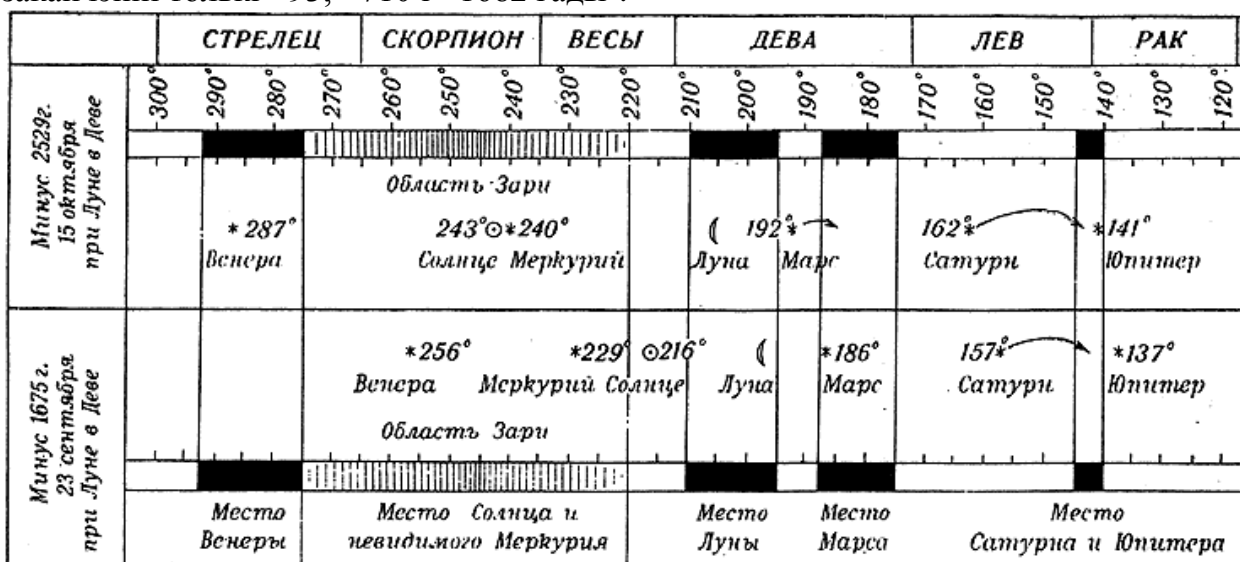 СТРЕЛЕЦ СКОРПИОН ВЕСЫ ДЕВА ЛЕВ РАК
300° 290° 280° 270° 260° 250° 240° 230° 220° 210° 200° 190° 180° 170° 160° 150° 140° 130° 120°
Минус 2529г.
15 октября
при Луне в Деве
Область Зари
*287° 243°☉*240° ☾ 192°* 162°* *141°
Венера Солнце Меркурий Луна Марс Сатурн Юпитер
Минус 1675г.
23 сентября
при Луне в Деве
*256° *229° ☉216° ☾ *186° 157°* *137°
Венера Меркурий Солнце Луна Марс Сатурн Юпитер
Область Зари
Место Место Солнца и Место Место Место
Венеры невидимого Меркурия Луны Марса Сатурна и Юпитера